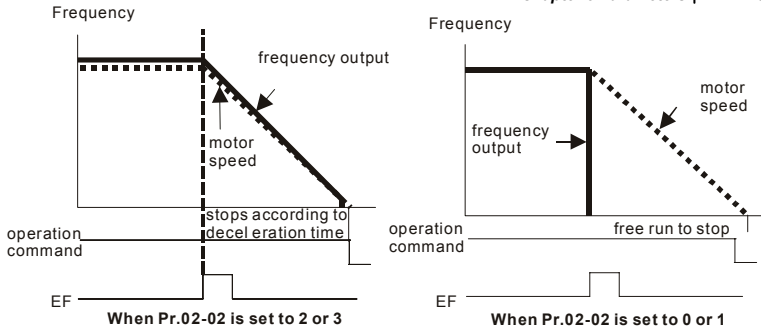 Frequency
frequency output
motor
speed
stops according to
decel eration time
operation
command
EF
When Pr.02-02 is set to 2 or 3
Frequency
motor
speed
frequency
output
free run to stop
operation
command
EF
When Pr.02-02 is set to 0 or 1